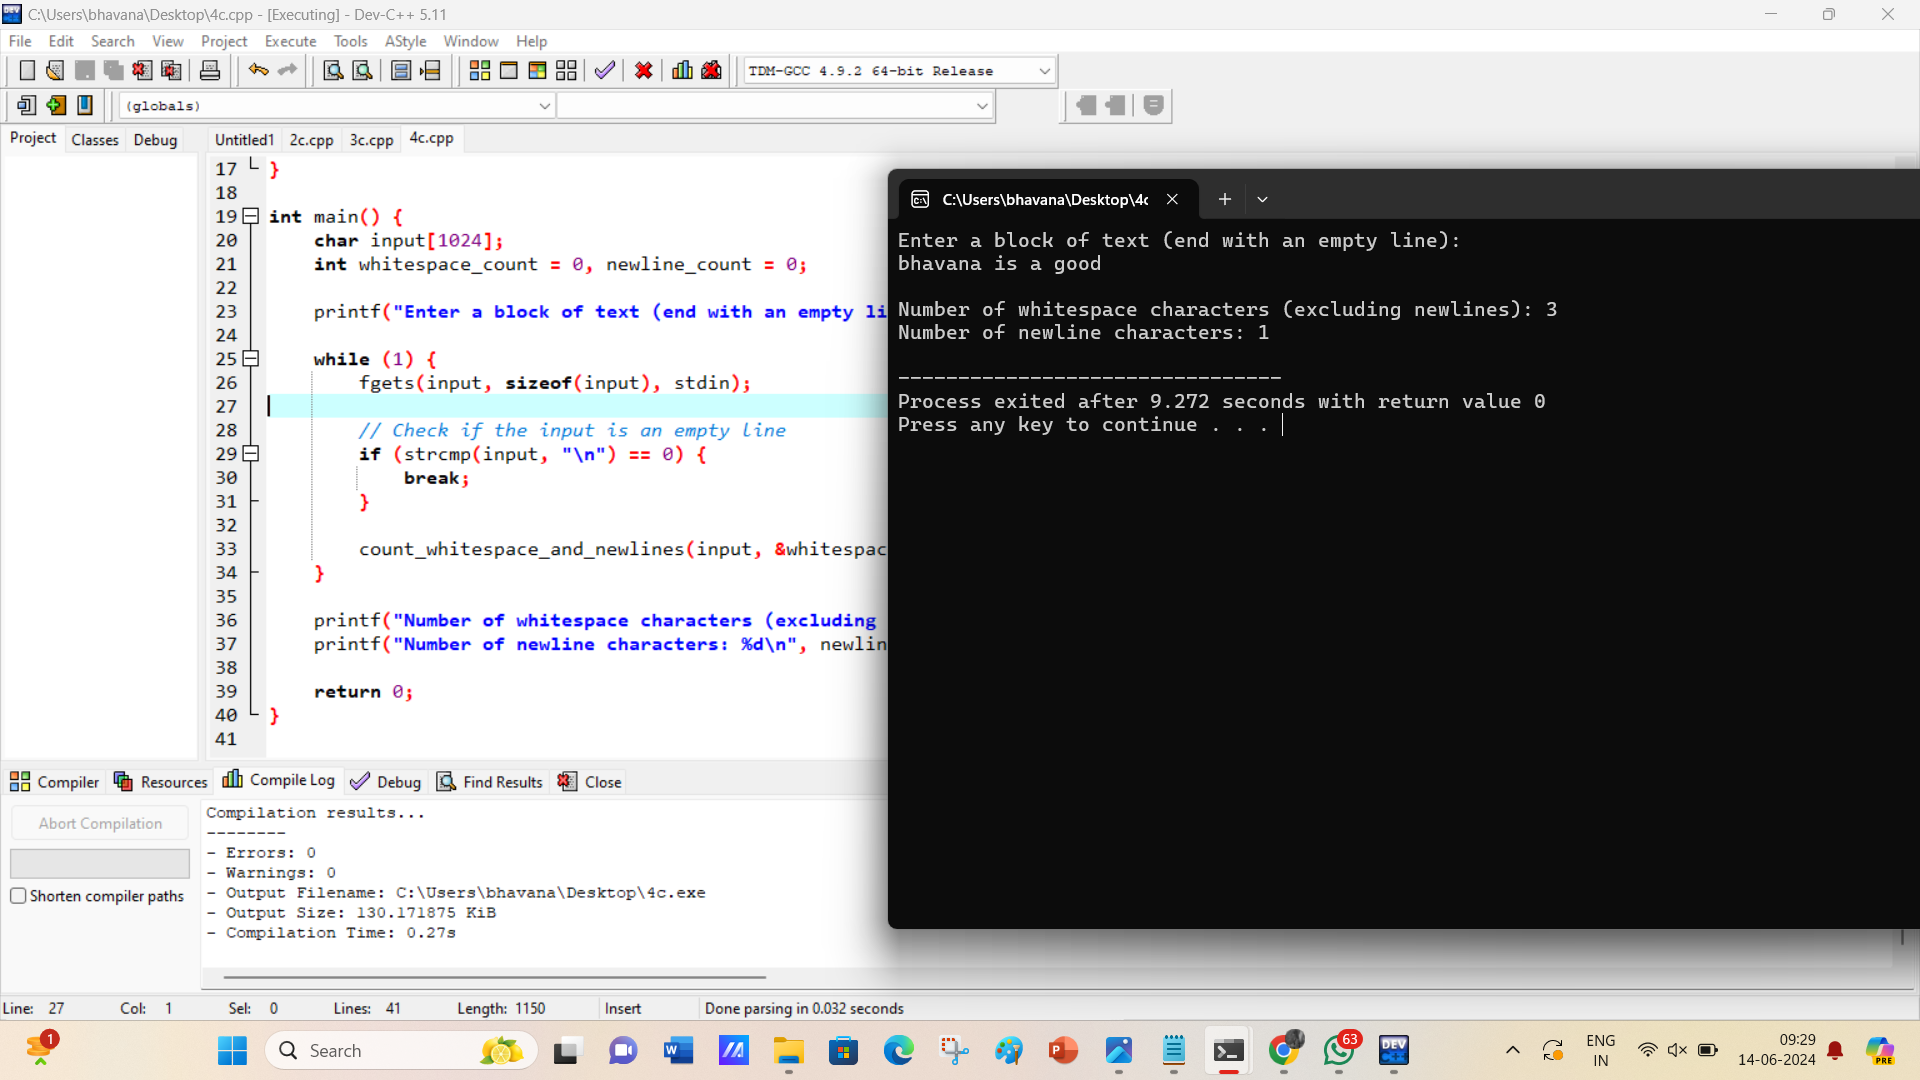 C:\Users\bhavana\Desktop\4c.cpp - [Executing] - Dev-C++ 5.11
File Edit Search View Project Execute Tools AStyle Window Help
TDM-GCC 4.9.2 64-bit Release
(globals)
Project Classes Debug
Untitled1 2c.cpp 3c.cpp 4c.cpp
17 }
18
19 int main() {
20 char input[1024];
21 int whitespace_count = 0, newline_count = 0;
22
23 printf("Enter a block of text (end with an empty li
24
25 while (1) {
26 fgets(input, sizeof(input), stdin);
27
28 // Check if the input is an empty line
29 if (strcmp(input, "\n") == 0) {
30 break;
31 }
32
33 count_whitespace_and_newlines(input, &whitespac
34 }
35
36 printf("Number of whitespace characters (excluding
37 printf("Number of newline characters: %d\n", newlin
38
39 return 0;
40 }
41
C:\Users\bhavana\Desktop\4c
Enter a block of text (end with an empty line):
bhavana is a good
Number of whitespace characters (excluding newlines): 3
Number of newline characters: 1
--------------------------------
Process exited after 9.272 seconds with return value 0
Press any key to continue . . .
Compiler Resources Compile Log Debug Find Results Close
Abort Compilation
Shorten compiler paths
Compilation results...
--------
- Errors: 0
- Warnings: 0
- Output Filename: C:\Users\bhavana\Desktop\4c.exe
- Output Size: 130.171875 KiB
- Compilation Time: 0.27s
Line: 27 Col: 1 Sel: 0 Lines: 41 Length: 1150 Insert Done parsing in 0.032 seconds
1
Search
63
DEV
ENG
IN
09:29
14-06-2024
PRE